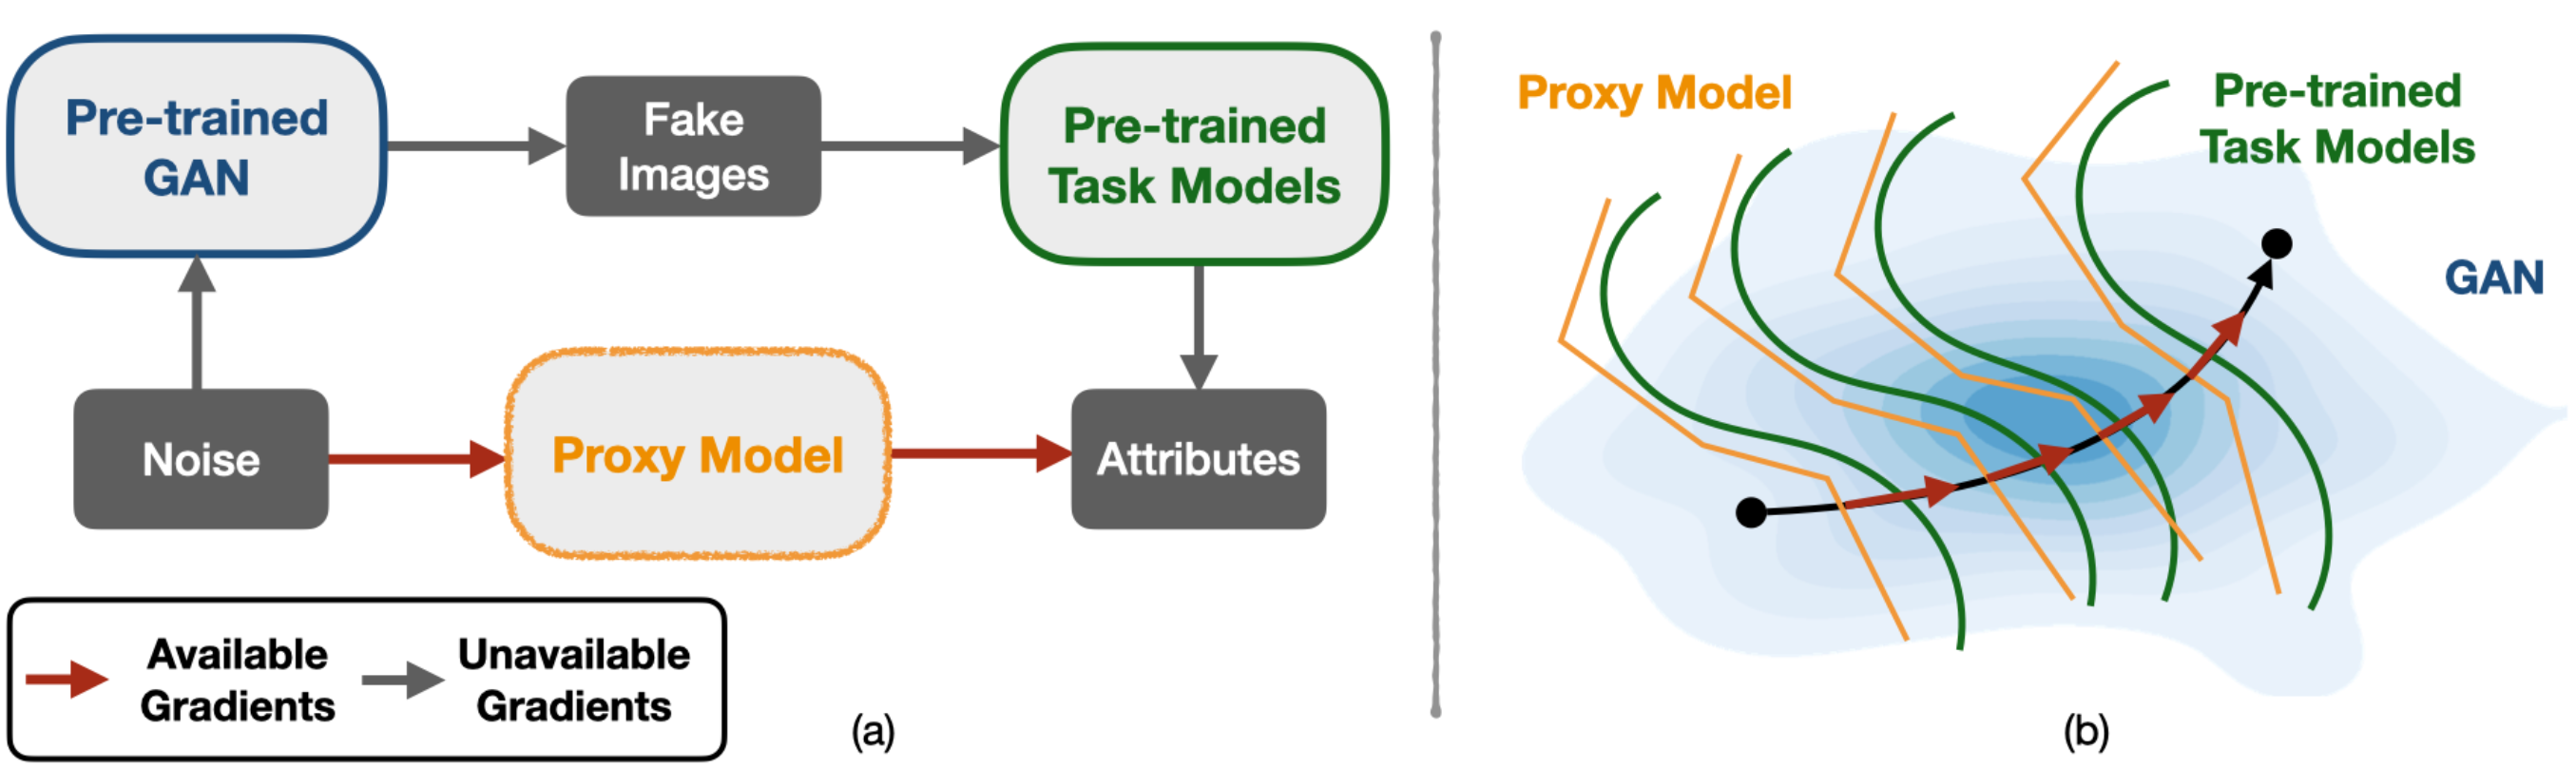 Pre-trained
GAN
Fake
Images
Pre-trained
Task Models
Noise
Proxy Model
Attributes
Available
Gradients
Unavailable
Gradients
(a)
Proxy Model
Pre-trained
Task Models
GAN
(b)